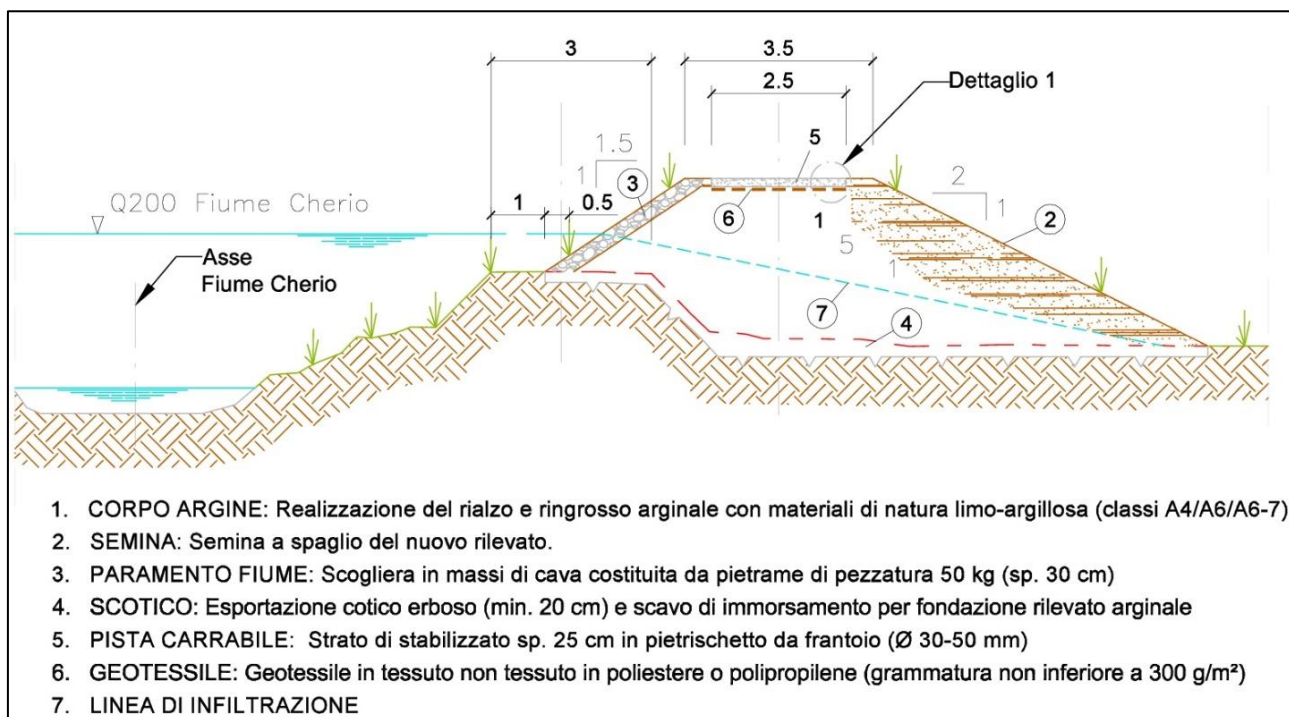 3
3.5
2.5
Dettaglio 1
1.5
1
5
3
2
1
Q200 Fiume Cherio
1
0.5
6
1
2
Asse
Fiume Cherio
5
1
7
4
1. CORPO ARGINE: Realizzazione del rialzo e ringrosso arginale con materiali di natura limo-argillosa (classi A4/A6/A6-7)
2. SEMINA: Semina a spaglio del nuovo rilevato.
3. PARAMENTO FIUME: Scogliera in massi di cava costituita da pietrame di pezzatura 50 kg (sp. 30 cm)
4. SCOTICO: Esportazione cotico erboso (min. 20 cm) e scavo di immorsamento per fondazione rilevato arginale
5. PISTA CARRABILE: Strato di stabilizzato sp. 25 cm in pietrischetto da frantoio (Ø 30-50 mm)
6. GEOTESSILE: Geotessile in tessuto non tessuto in poliestere o polipropilene (grammatura non inferiore a 300 g/m²)
7. LINEA DI INFILTRAZIONE